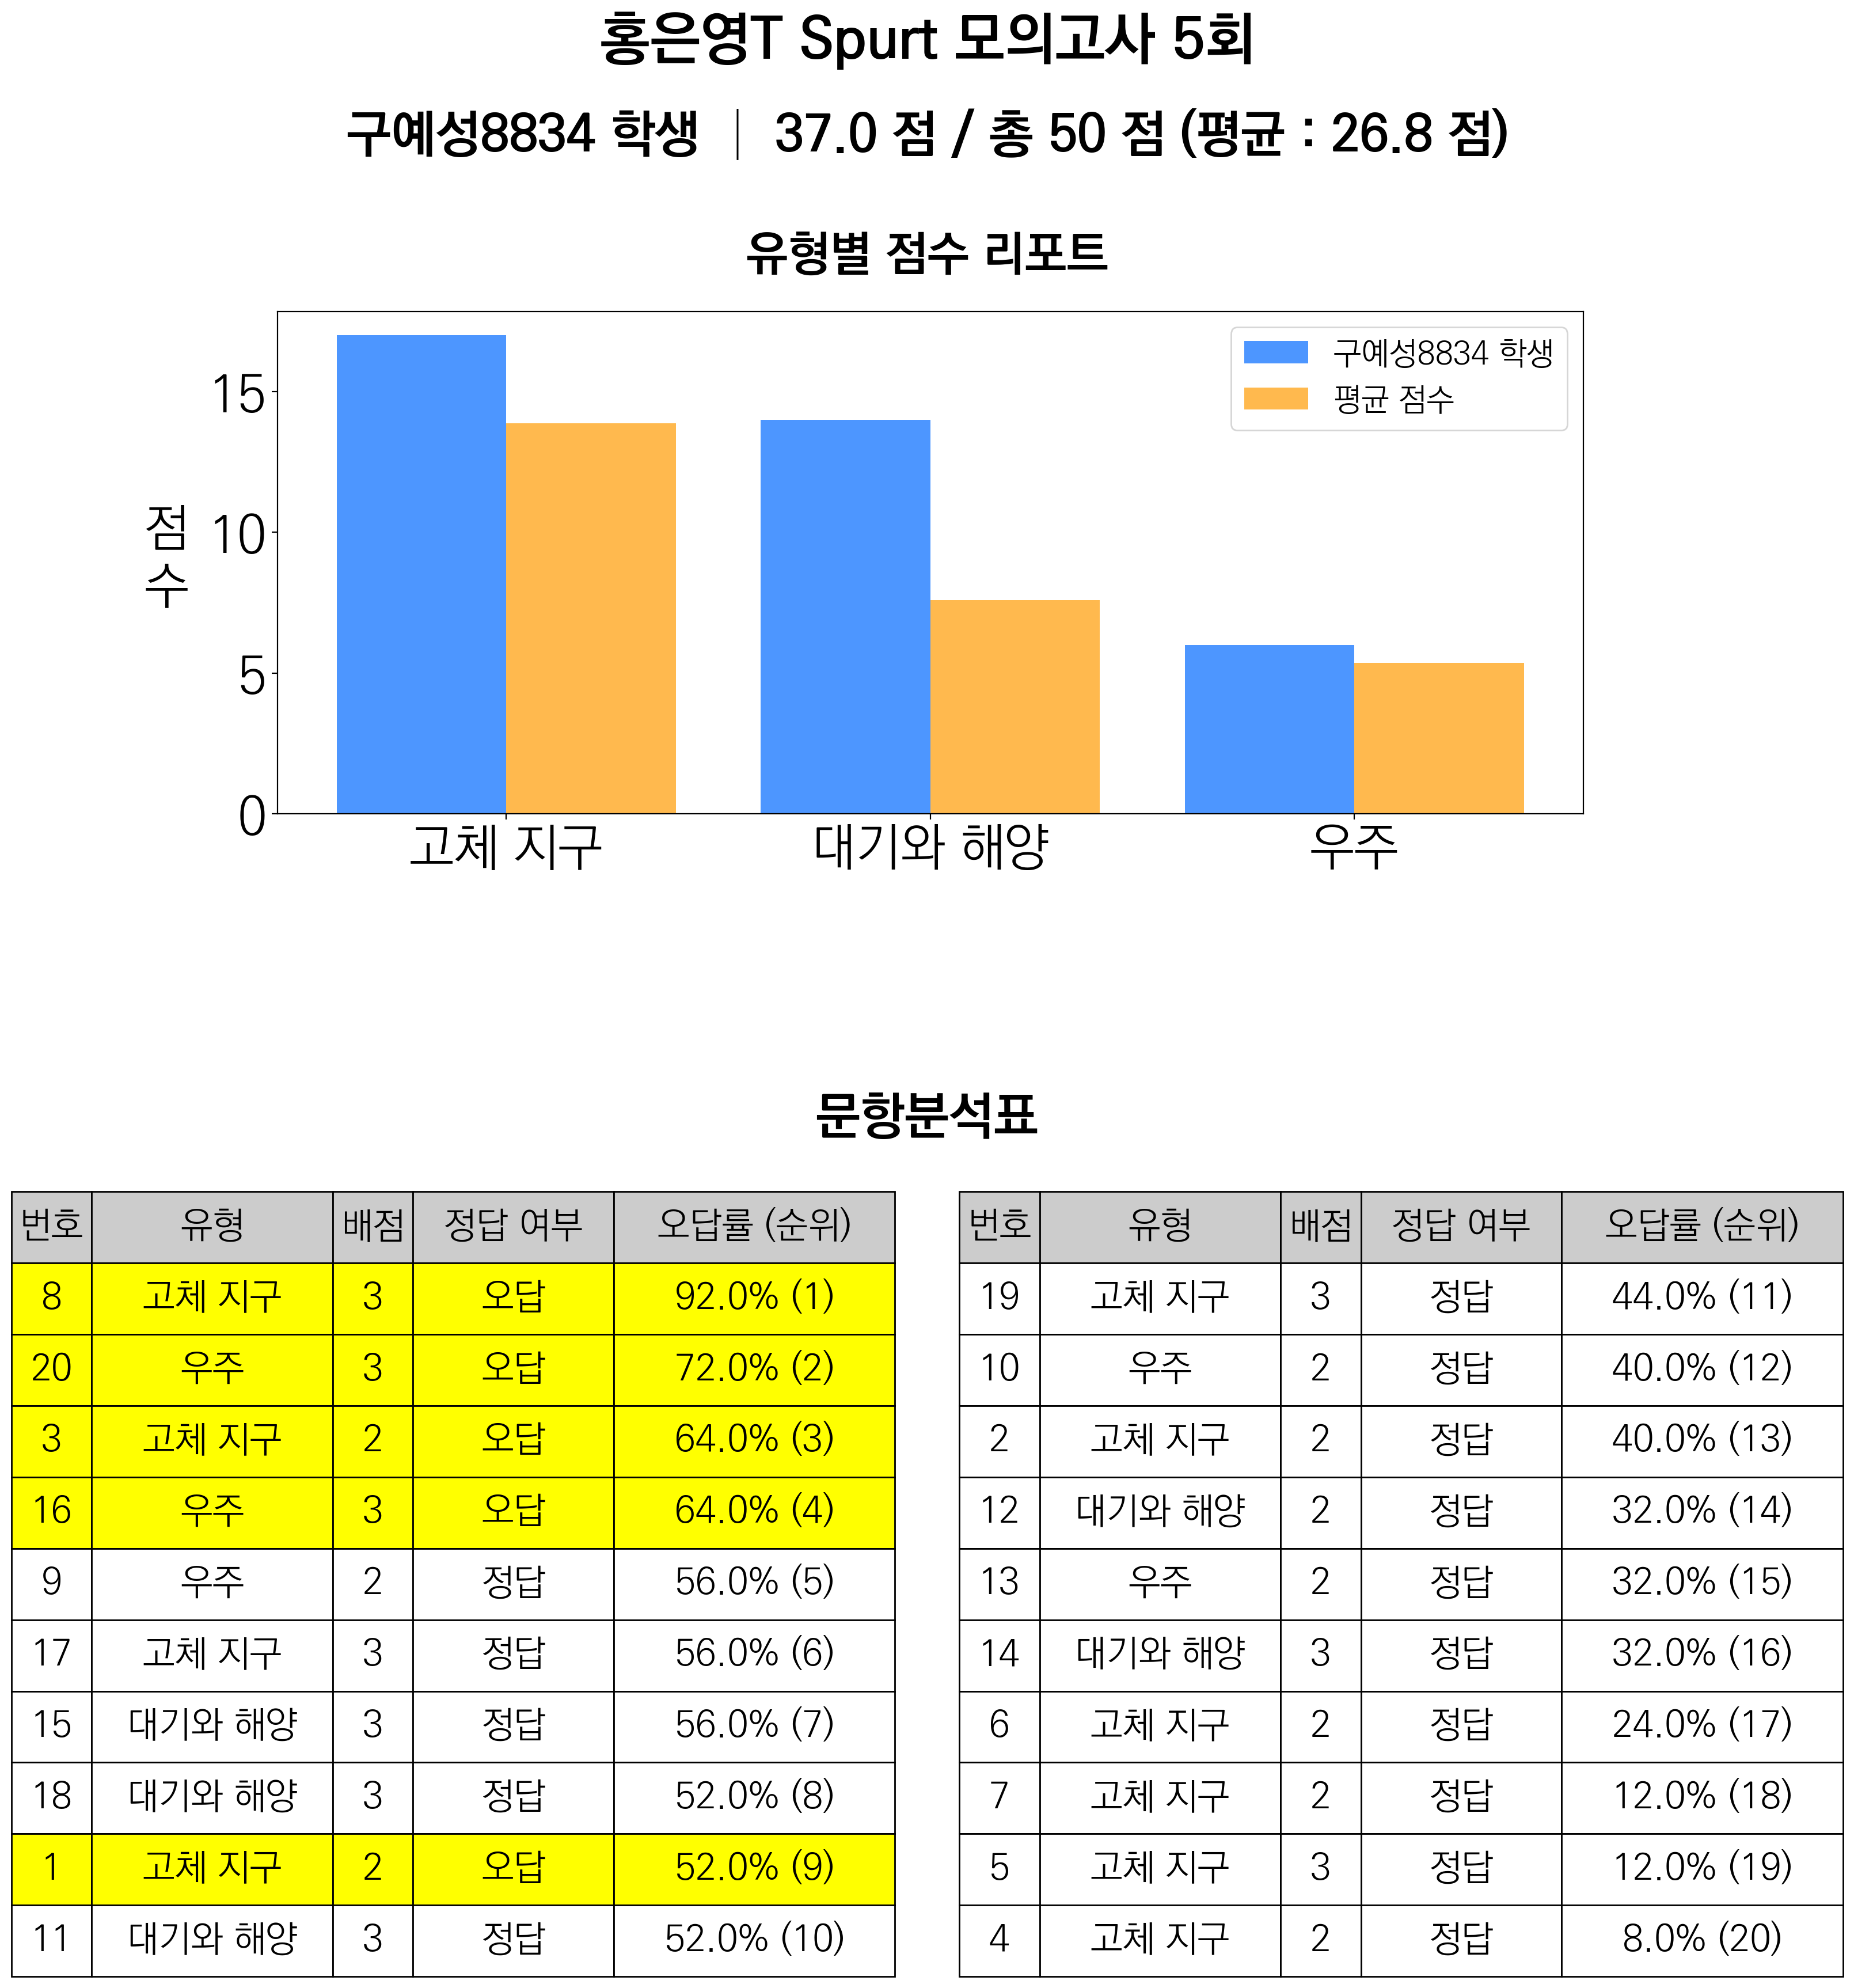 홍은영T Spurt 모의고사 5회
구예성8834 학생 | 37.0 점 / 총 50 점 (평균 : 26.8 점)
유형별 점수 리포트
구예성8834 학생
평균 점수
점
수
15
10
5
0
고체 지구 대기와 해양 우주
문항분석표
번호 유형 배점 정답 여부 오답률 (순위)
8 고체 지구 3 오답 92.0% (1)
20 우주 3 오답 72.0% (2)
3 고체 지구 2 오답 64.0% (3)
16 우주 3 오답 64.0% (4)
9 우주 2 정답 56.0% (5)
17 고체 지구 3 정답 56.0% (6)
15 대기와 해양 3 정답 56.0% (7)
18 대기와 해양 3 정답 52.0% (8)
1 고체 지구 2 오답 52.0% (9)
11 대기와 해양 3 정답 52.0% (10)
번호 유형 배점 정답 여부 오답률 (순위)
19 고체 지구 3 정답 44.0% (11)
10 우주 2 정답 40.0% (12)
2 고체 지구 2 정답 40.0% (13)
12 대기와 해양 2 정답 32.0% (14)
13 우주 2 정답 32.0% (15)
14 대기와 해양 3 정답 32.0% (16)
6 고체 지구 2 정답 24.0% (17)
7 고체 지구 2 정답 12.0% (18)
5 고체 지구 3 정답 12.0% (19)
4 고체 지구 2 정답 8.0% (20)